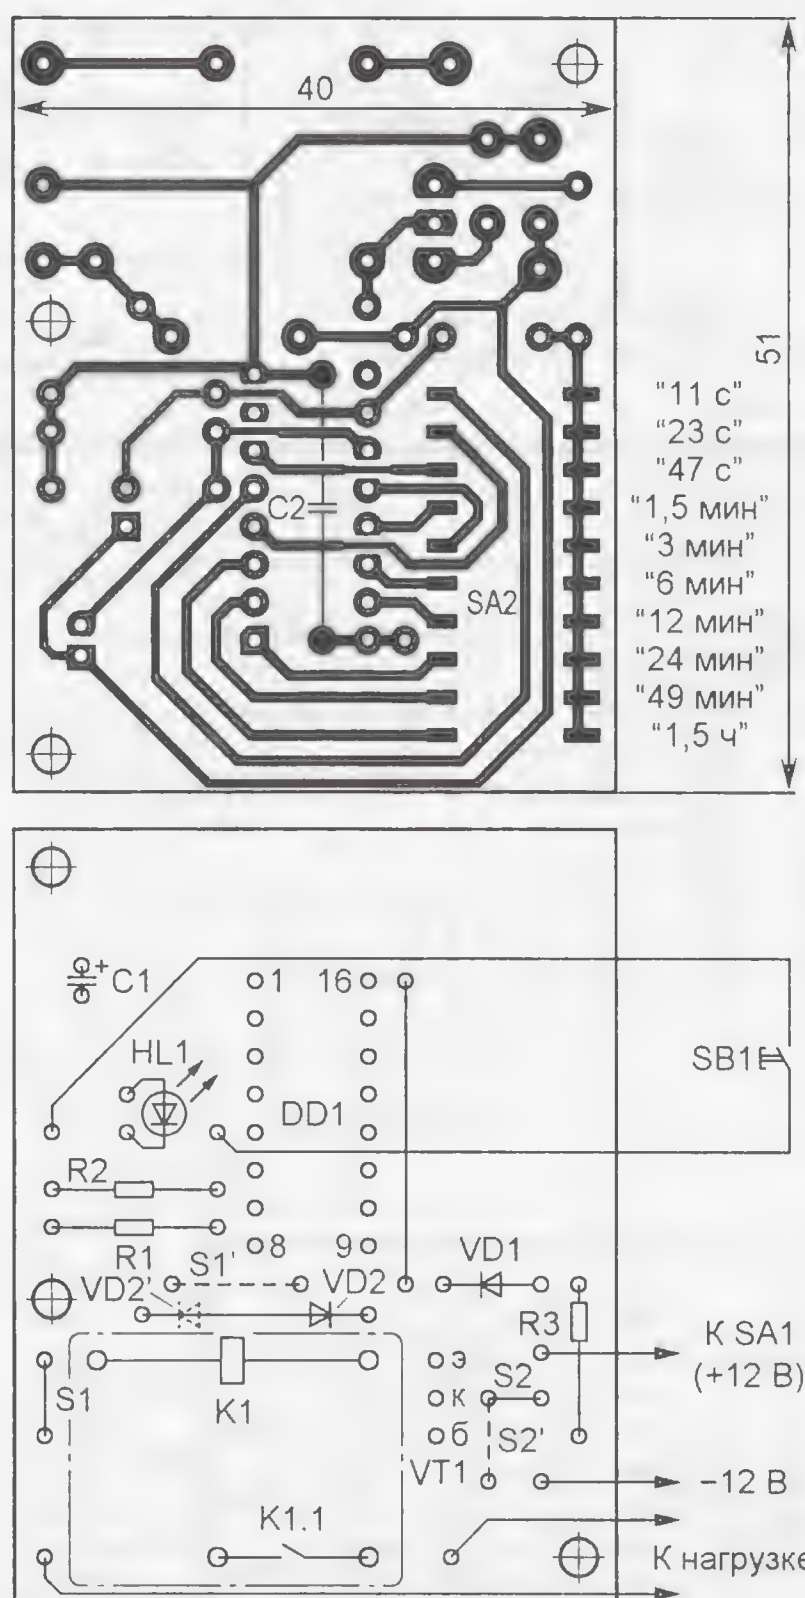 40
51
"11 с"
"23 с"
"47 с"
"1,5 мин"
"3 мин"
"6 мин"
"12 мин"
"24 мин"
"49 мин"
"1,5 ч"
C2
SA2
+ C1
1 16
HL1
SB1
DD1
R2
R1
8 9
S1'
VD1
VD2'
VD2
R3
К SA1
(+12 В)
э
S1
K1
к
S2
б
S2'
VT1
−12 В
K1.1
К нагрузке